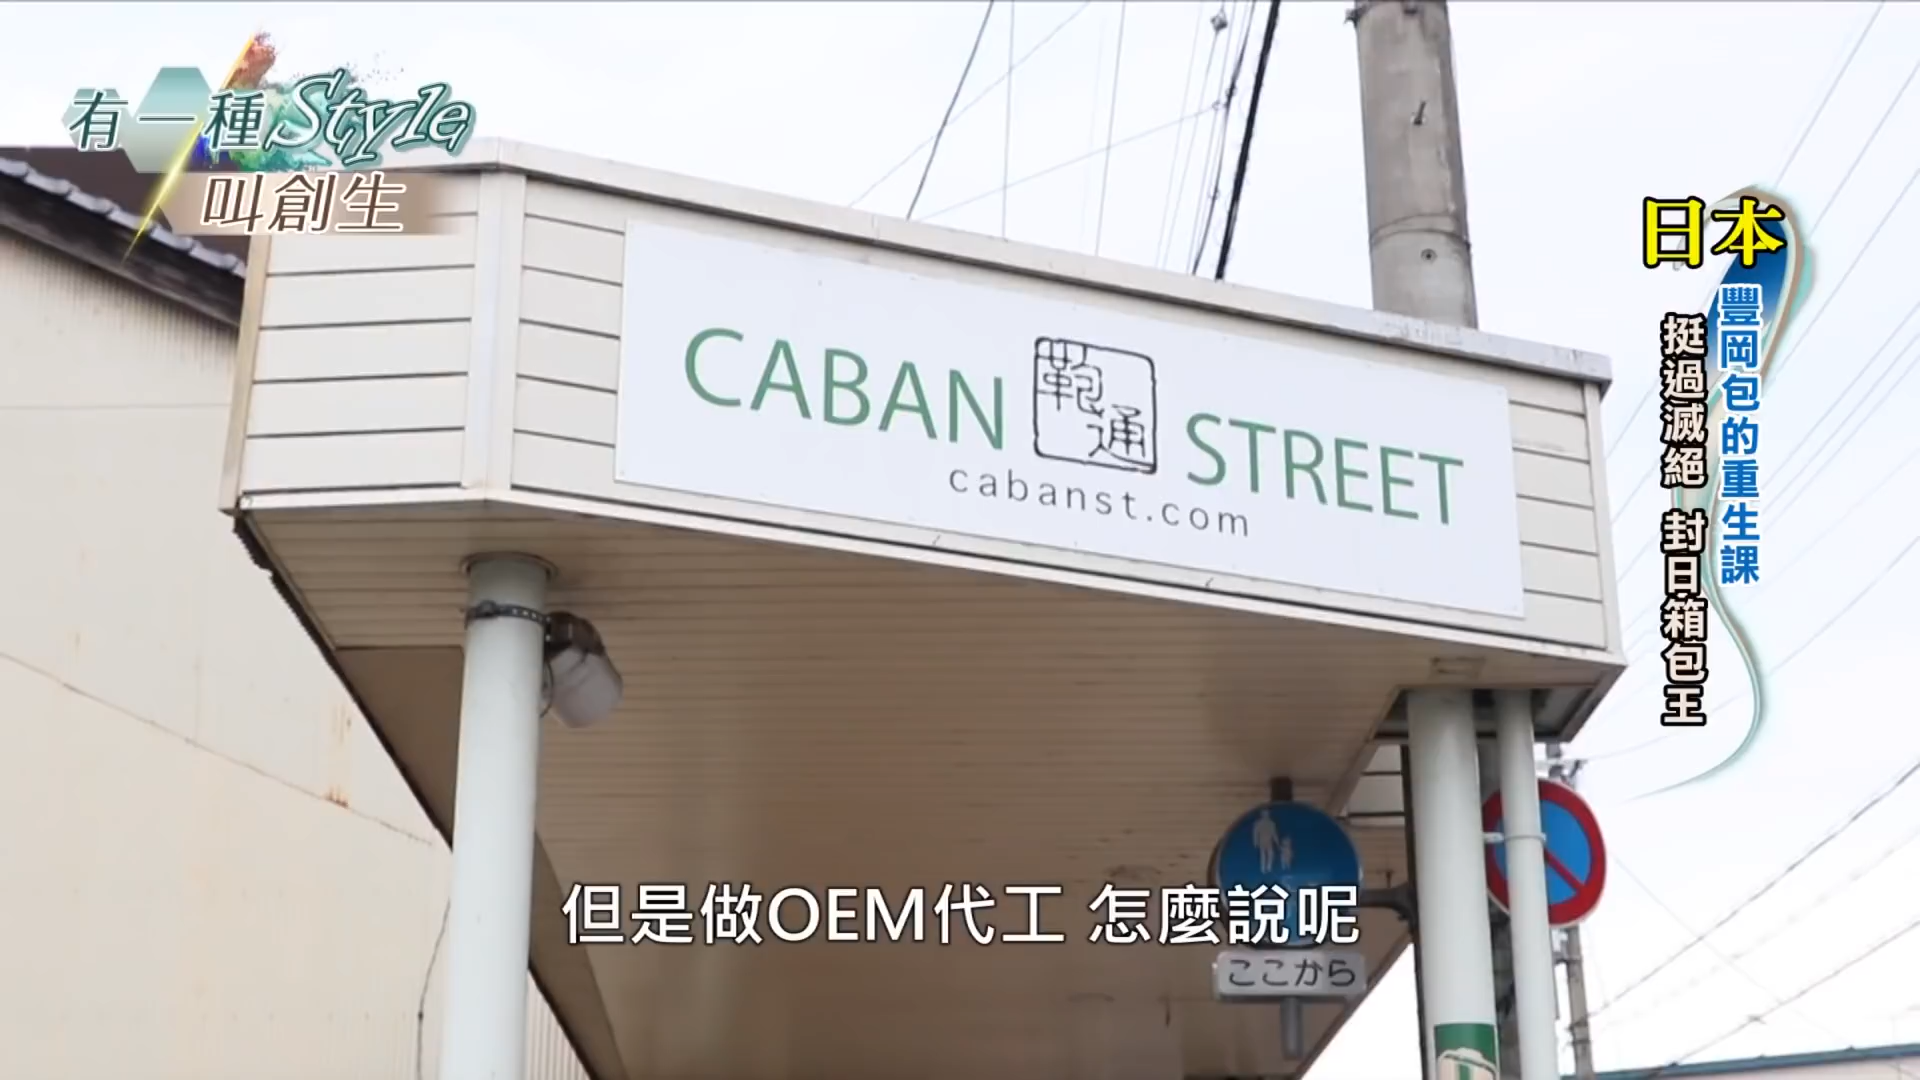 有一種Style
叫創生
日本
豐岡包的重生課
挺過滅絕 封日箱包王
CABAN 鞄通 STREET
cabanst.com
ここから
但是做OEM代工 怎麼說呢